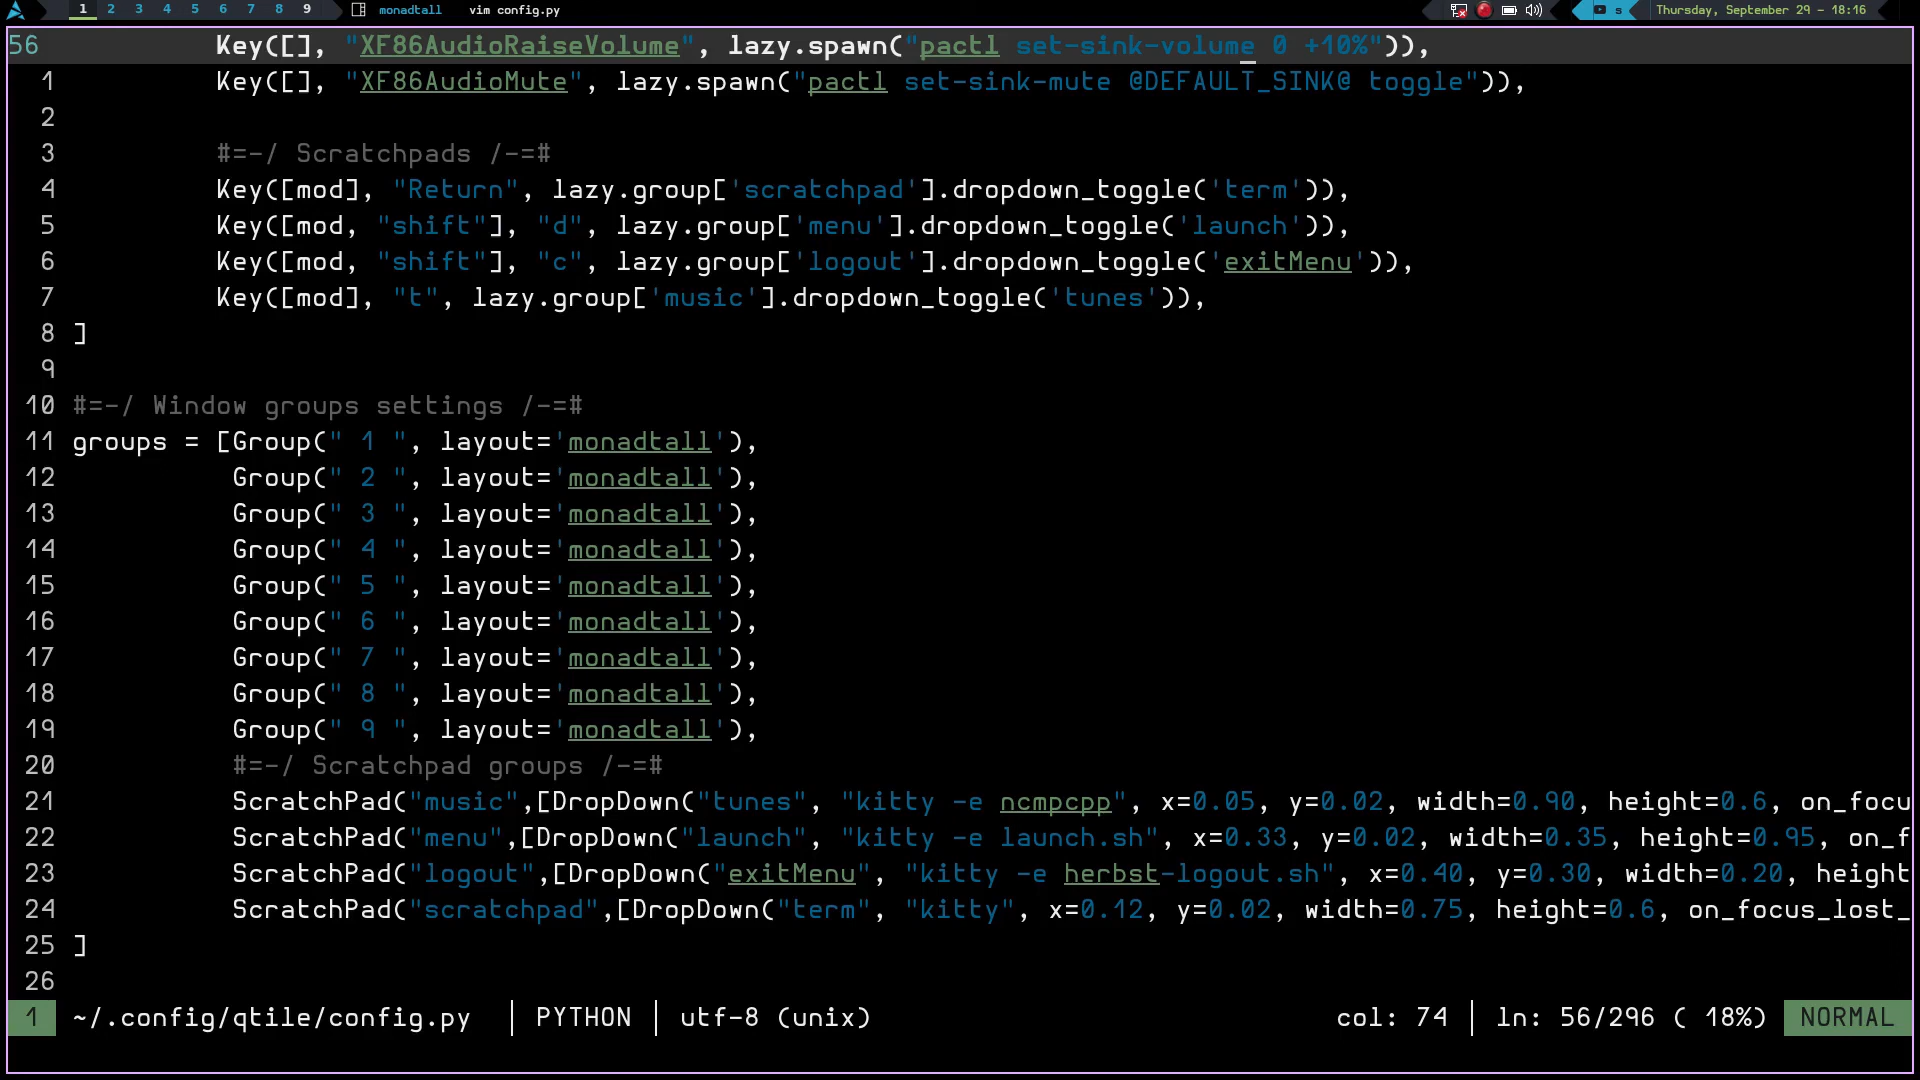 1 2 3 4 5 6 7 8 9 monadtall vim config.py s Thursday, September 29 - 18:16
56 Key([], "XF86AudioRaiseVolume", lazy.spawn("pactl set-sink-volume 0 +10%")),
1 Key([], "XF86AudioMute", lazy.spawn("pactl set-sink-mute @DEFAULT_SINK@ toggle")),
2
3 #=-/ Scratchpads /-=#
4 Key([mod], "Return", lazy.group['scratchpad'].dropdown_toggle('term')),
5 Key([mod, "shift"], "d", lazy.group['menu'].dropdown_toggle('launch')),
6 Key([mod, "shift"], "c", lazy.group['logout'].dropdown_toggle('exitMenu')),
7 Key([mod], "t", lazy.group['music'].dropdown_toggle('tunes')),
8 ]
9
10 #=-/ Window groups settings /-=#
11 groups = [Group(" 1 ", layout='monadtall'),
12 Group(" 2 ", layout='monadtall'),
13 Group(" 3 ", layout='monadtall'),
14 Group(" 4 ", layout='monadtall'),
15 Group(" 5 ", layout='monadtall'),
16 Group(" 6 ", layout='monadtall'),
17 Group(" 7 ", layout='monadtall'),
18 Group(" 8 ", layout='monadtall'),
19 Group(" 9 ", layout='monadtall'),
20 #=-/ Scratchpad groups /-=#
21 ScratchPad("music",[DropDown("tunes", "kitty -e ncmpcpp", x=0.05, y=0.02, width=0.90, height=0.6, on_focu
22 ScratchPad("menu",[DropDown("launch", "kitty -e launch.sh", x=0.33, y=0.02, width=0.35, height=0.95, on_f
23 ScratchPad("logout",[DropDown("exitMenu", "kitty -e herbst-logout.sh", x=0.40, y=0.30, width=0.20, height
24 ScratchPad("scratchpad",[DropDown("term", "kitty", x=0.12, y=0.02, width=0.75, height=0.6, on_focus_lost_
25 ]
26
1 ~/.config/qtile/config.py | PYTHON | utf-8 (unix) col: 74 | ln: 56/296 ( 18%) NORMAL